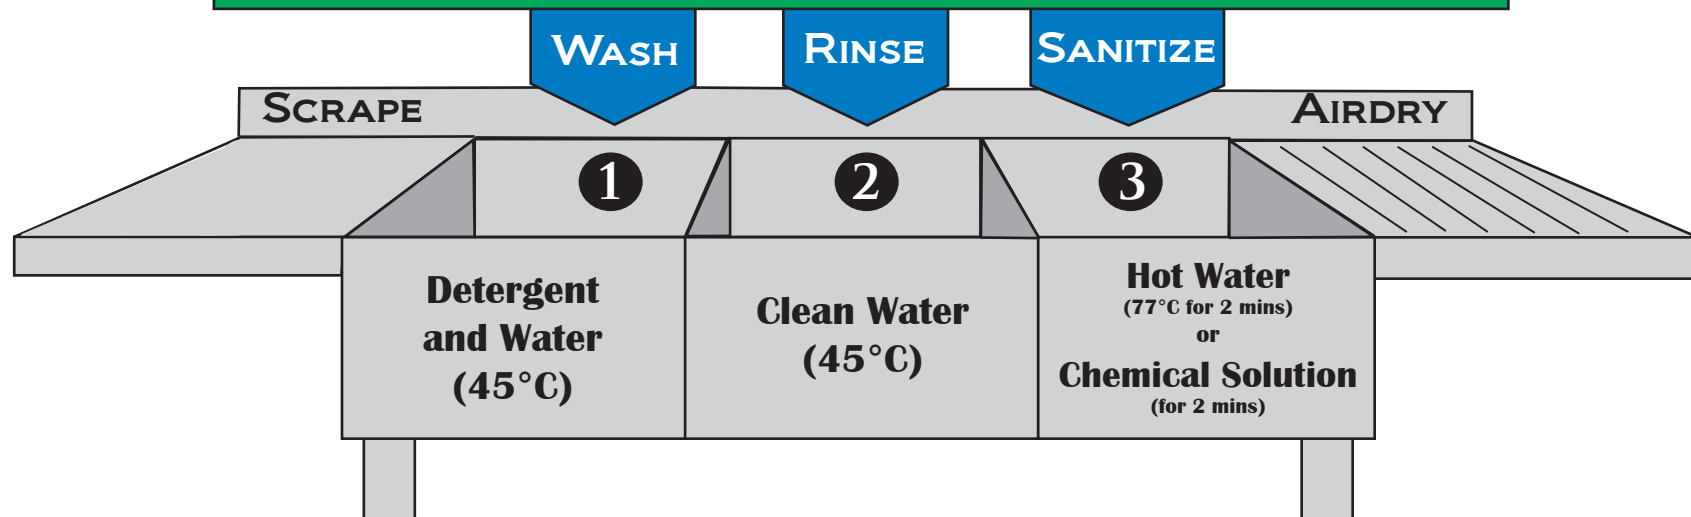 WASH
RINSE
SANITIZE
SCRAPE
AIRDRY
1
2
3
Detergent
and Water
(45°C)
Clean Water
(45°C)
Hot Water
(77°C for 2 mins)
or
Chemical Solution
(for 2 mins)